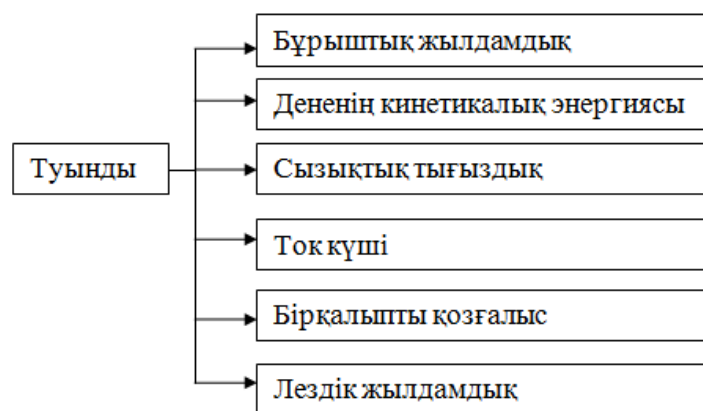 Бұрыштық жылдамдық
Дененің кинетикалық энергиясы
Туынды
Сызықтық тығыздық
Ток күші
Бірқалыпты қозғалыс
Лездік жылдамдық